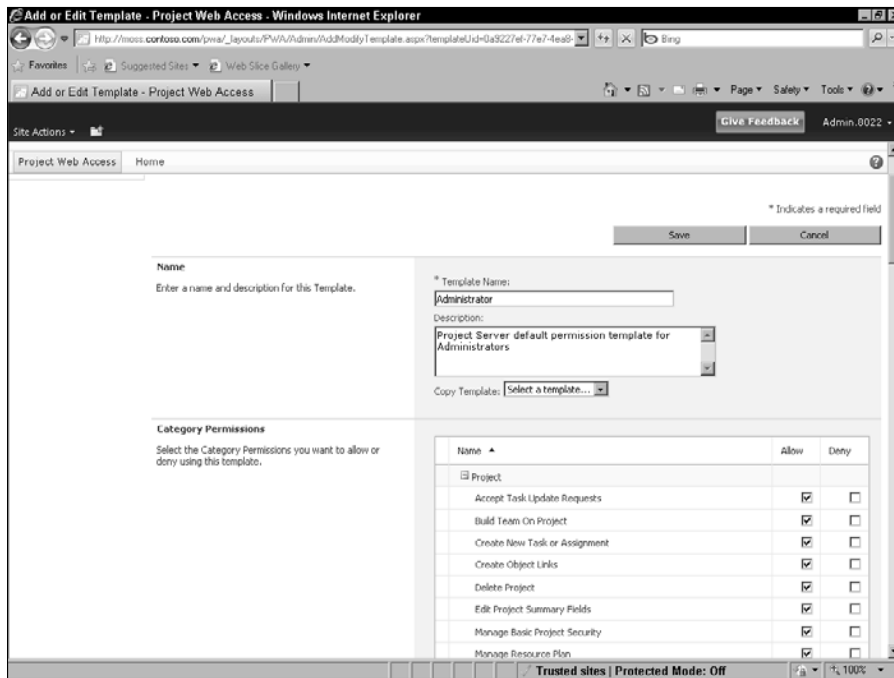 Add or Edit Template - Project Web Access - Windows Internet Explorer
http://moss.contoso.com/pwa/_layouts/PWA/Admin/AddModifyTemplate.aspx?templateUid=0a9227ef-77e7-4ea8-
Bing
Favorites Suggested Sites Web Slice Gallery
Add or Edit Template - Project Web Access
Page Safety Tools
Site Actions
Give Feedback Admin.8022
Project Web Access Home
* Indicates a required field
Save Cancel
Name
Enter a name and description for this Template.
* Template Name:
Administrator
Description:
Project Server default permission template for
Administrators
Copy Template: Select a template...
Category Permissions
Select the Category Permissions you want to allow or
deny using this template.
Name Allow Deny
Project
Accept Task Update Requests
Build Team On Project
Create New Task or Assignment
Create Object Links
Delete Project
Edit Project Summary Fields
Manage Basic Project Security
Manage Resource Plan
Trusted sites | Protected Mode: Off 100%